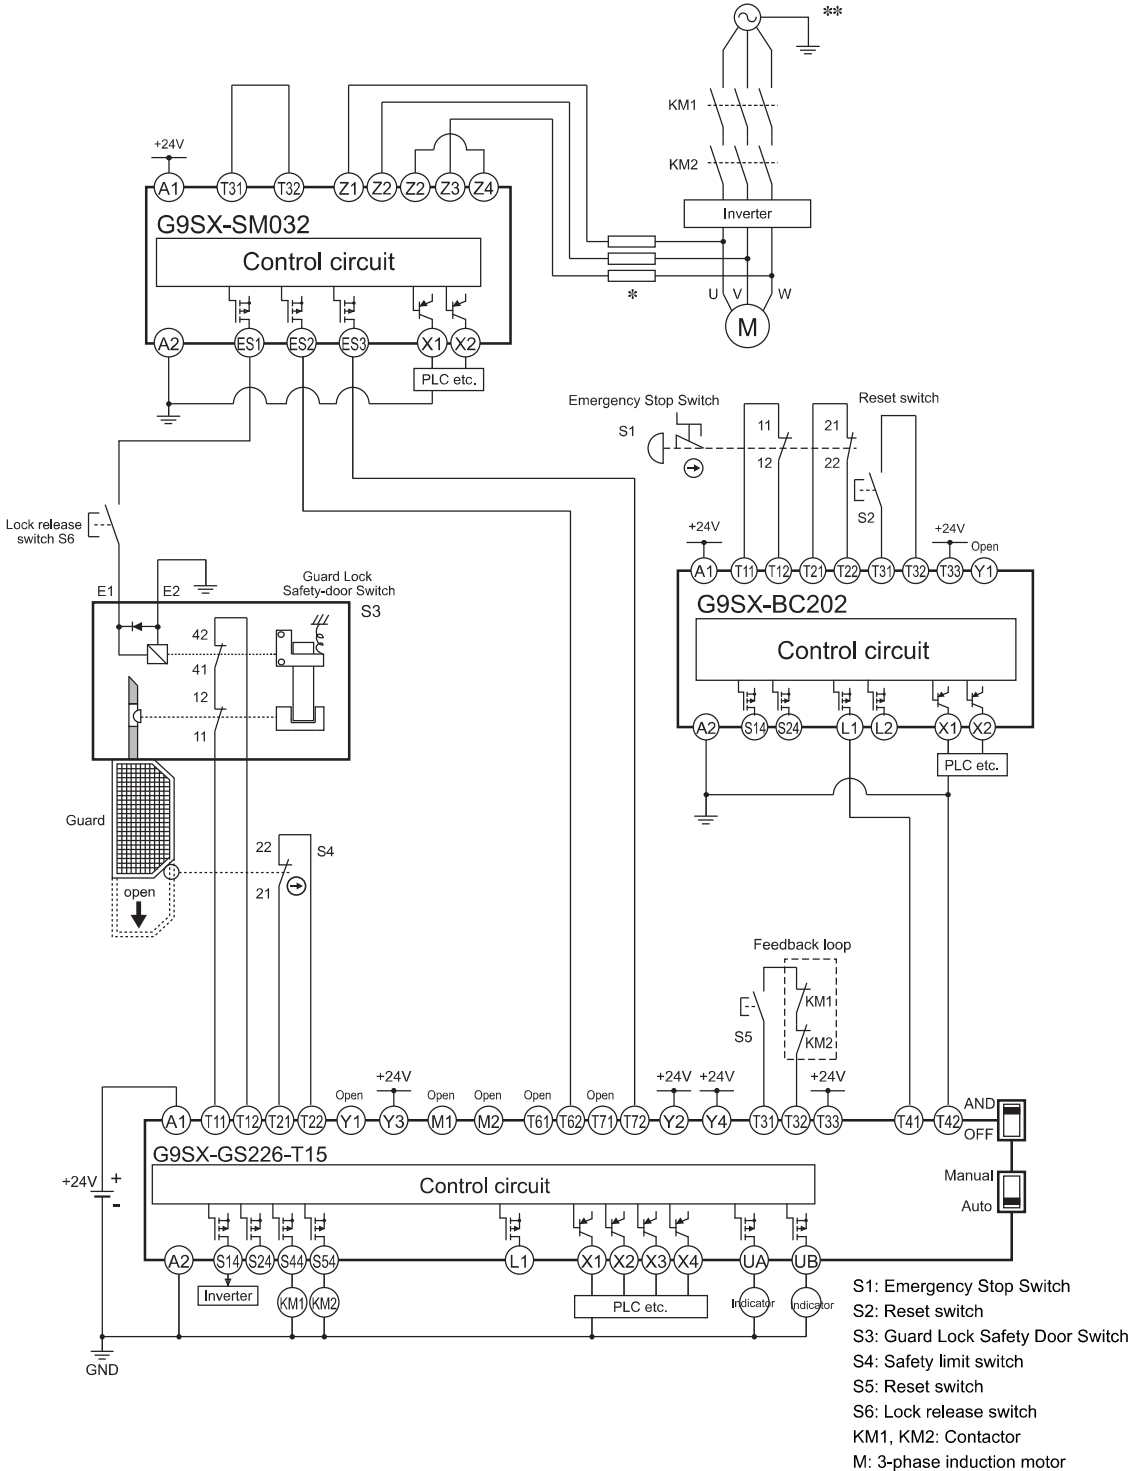 **
KM1
KM2
Inverter
*
U V W
M
+24V
A1 T31 T32 Z1 Z2 Z2 Z3 Z4
G9SX-SM032
Control circuit
A2 ES1 ES2 ES3 X1 X2
PLC etc.
Emergency Stop Switch
S1
11
12
21
22
Reset switch
S2
+24V
+24V
Open
A1 T11 T12 T21 T22 T31 T32 T33 Y1
G9SX-BC202
Control circuit
A2 S14 S24 L1 L2 X1 X2
PLC etc.
Lock release
switch S6
E1 E2
Guard Lock
Safety-door Switch
S3
42
41
12
11
Guard
open
22
21
S4
Feedback loop
S5
KM1
KM2
+24V
Open
+24V
Open
Open
Open
Open
+24V
+24V
+24V
A1 T11 T12 T21 T22 Y1 Y3 M1 M2 T61 T62 T71 T72 Y2 Y4 T31 T32 T33 T41 T42
AND
OFF
Manual
Auto
G9SX-GS226-T15
Control circuit
+
-
A2 S14 S24 S44 S54 L1 X1 X2 X3 X4 UA UB
Inverter
KM1
KM2
PLC etc.
Indicator
Indicator
GND
S1: Emergency Stop Switch
S2: Reset switch
S3: Guard Lock Safety Door Switch
S4: Safety limit switch
S5: Reset switch
S6: Lock release switch
KM1, KM2: Contactor
M: 3-phase induction motor